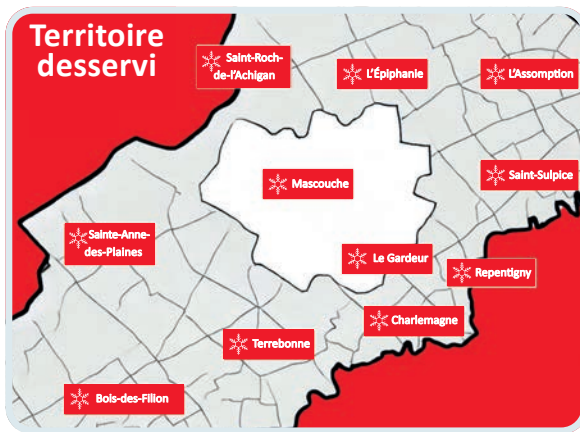 Territoire
desservi
Saint-Roch-
de-l'Achigan
L'Épiphanie
L'Assomption
Mascouche
Saint-Sulpice
Sainte-Anne-
des-Plaines
Le Gardeur
Repentigny
Charlemagne
Terrebonne
Bois-des-Filion